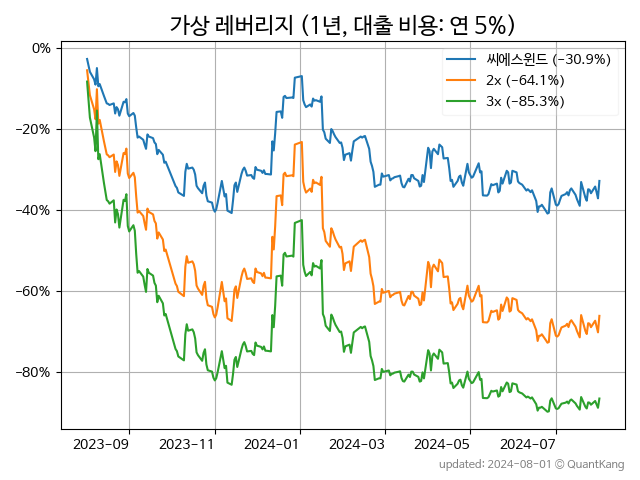 가상 레버리지 (1년, 대출 비용: 연 5%)
0%
−20%
−40%
−60%
−80%
씨에스윈드 (−30.9%)
2x (−64.1%)
3x (−85.3%)
2023-09
2023-11
2024-01
2024-03
2024-05
2024-07
updated: 2024-08-01 © QuantKang